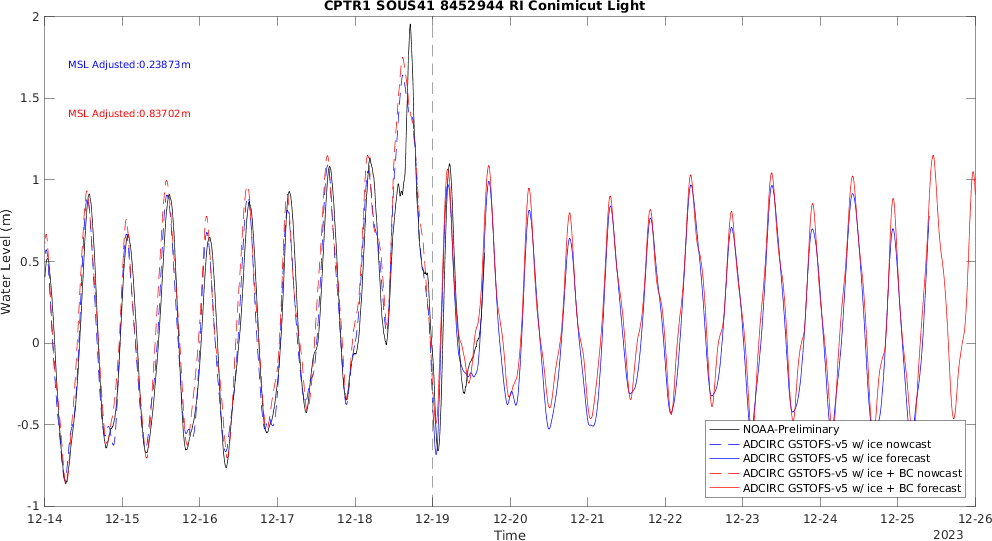 CPTR1 SOUS41 8452944 RI Conimicut Light
2
1.5
1
0.5
0
-0.5
-1
Water Level (m)
MSL Adjusted:0.23873m
MSL Adjusted:0.83702m
NOAA-Preliminary
ADCIRC GSTOFS-v5 w/ ice nowcast
ADCIRC GSTOFS-v5 w/ ice forecast
ADCIRC GSTOFS-v5 w/ ice + BC nowcast
ADCIRC GSTOFS-v5 w/ ice + BC forecast
12-14 12-15 12-16 12-17 12-18 12-19 12-20 12-21 12-22 12-23 12-24 12-25 12-26
Time
2023